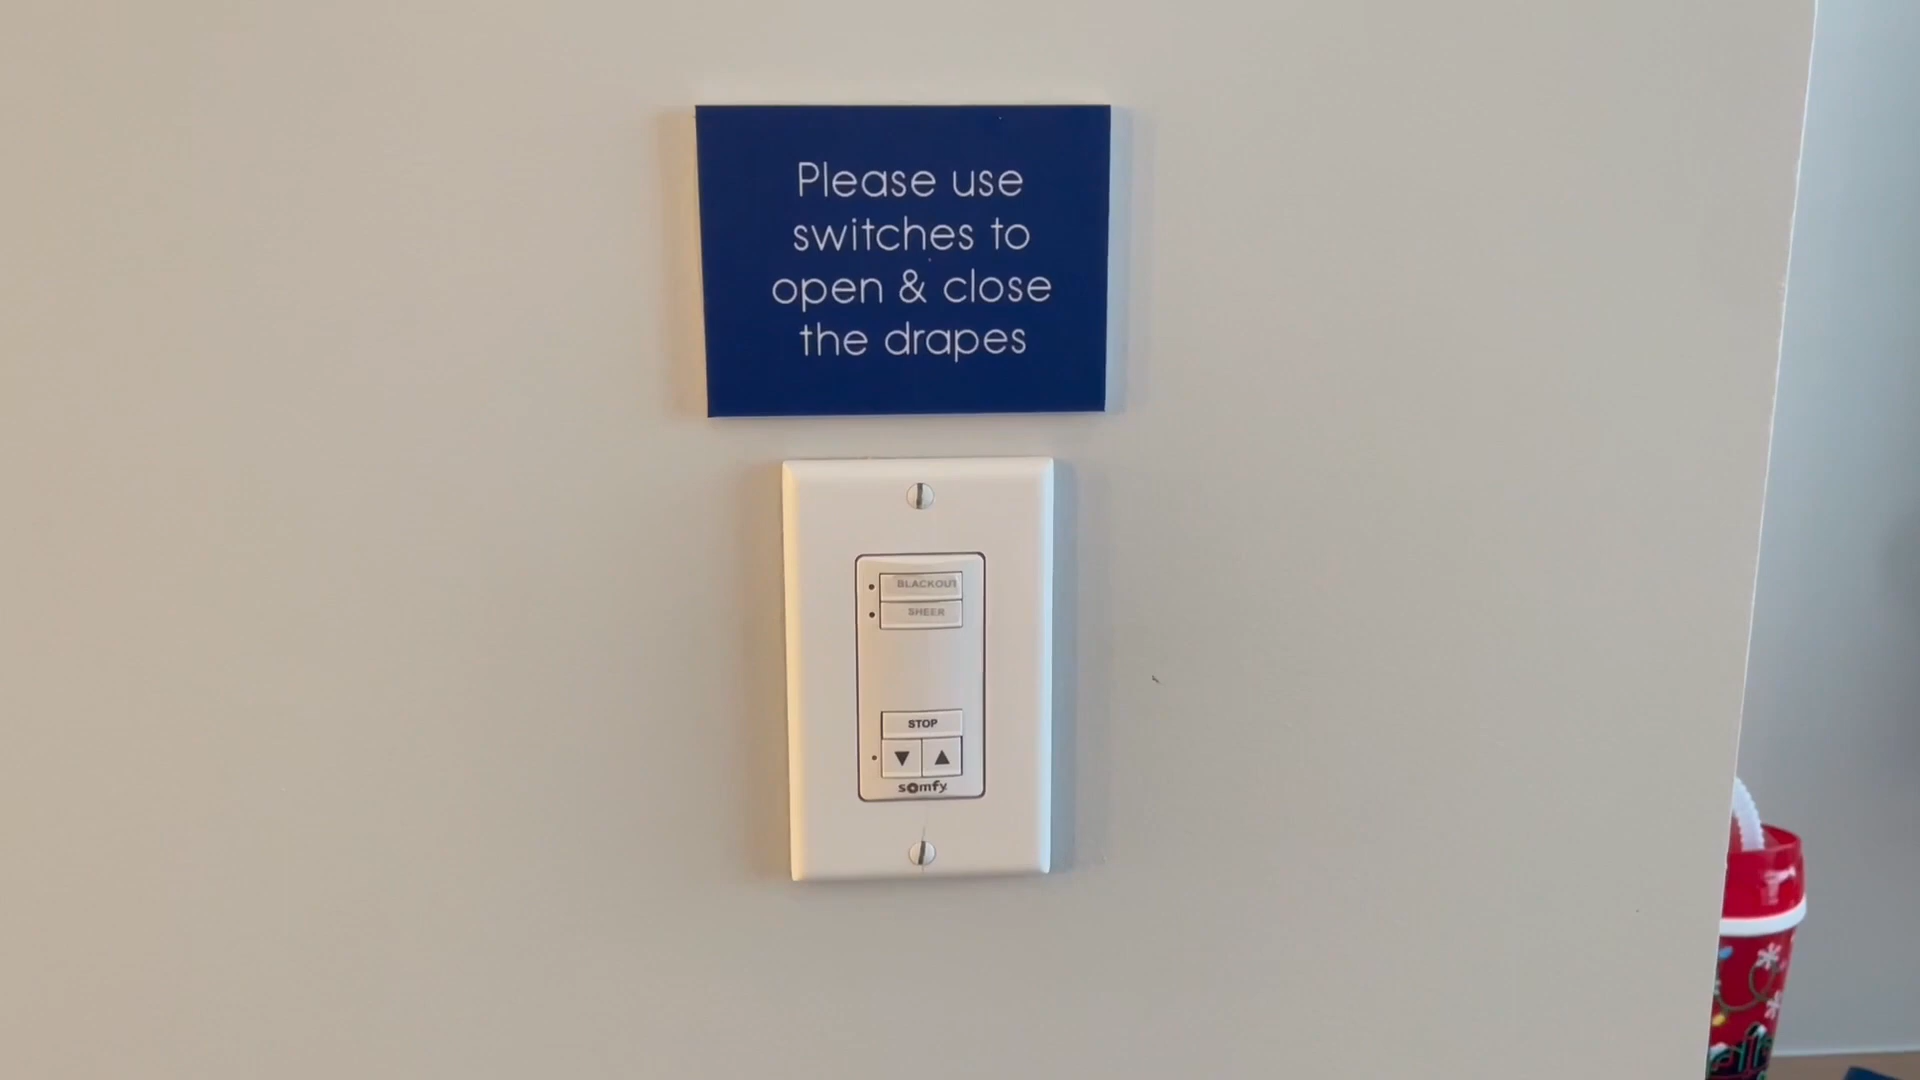 Please use
switches to
open & close
the drapes
BLACKOUT
SHEER
STOP
somfy